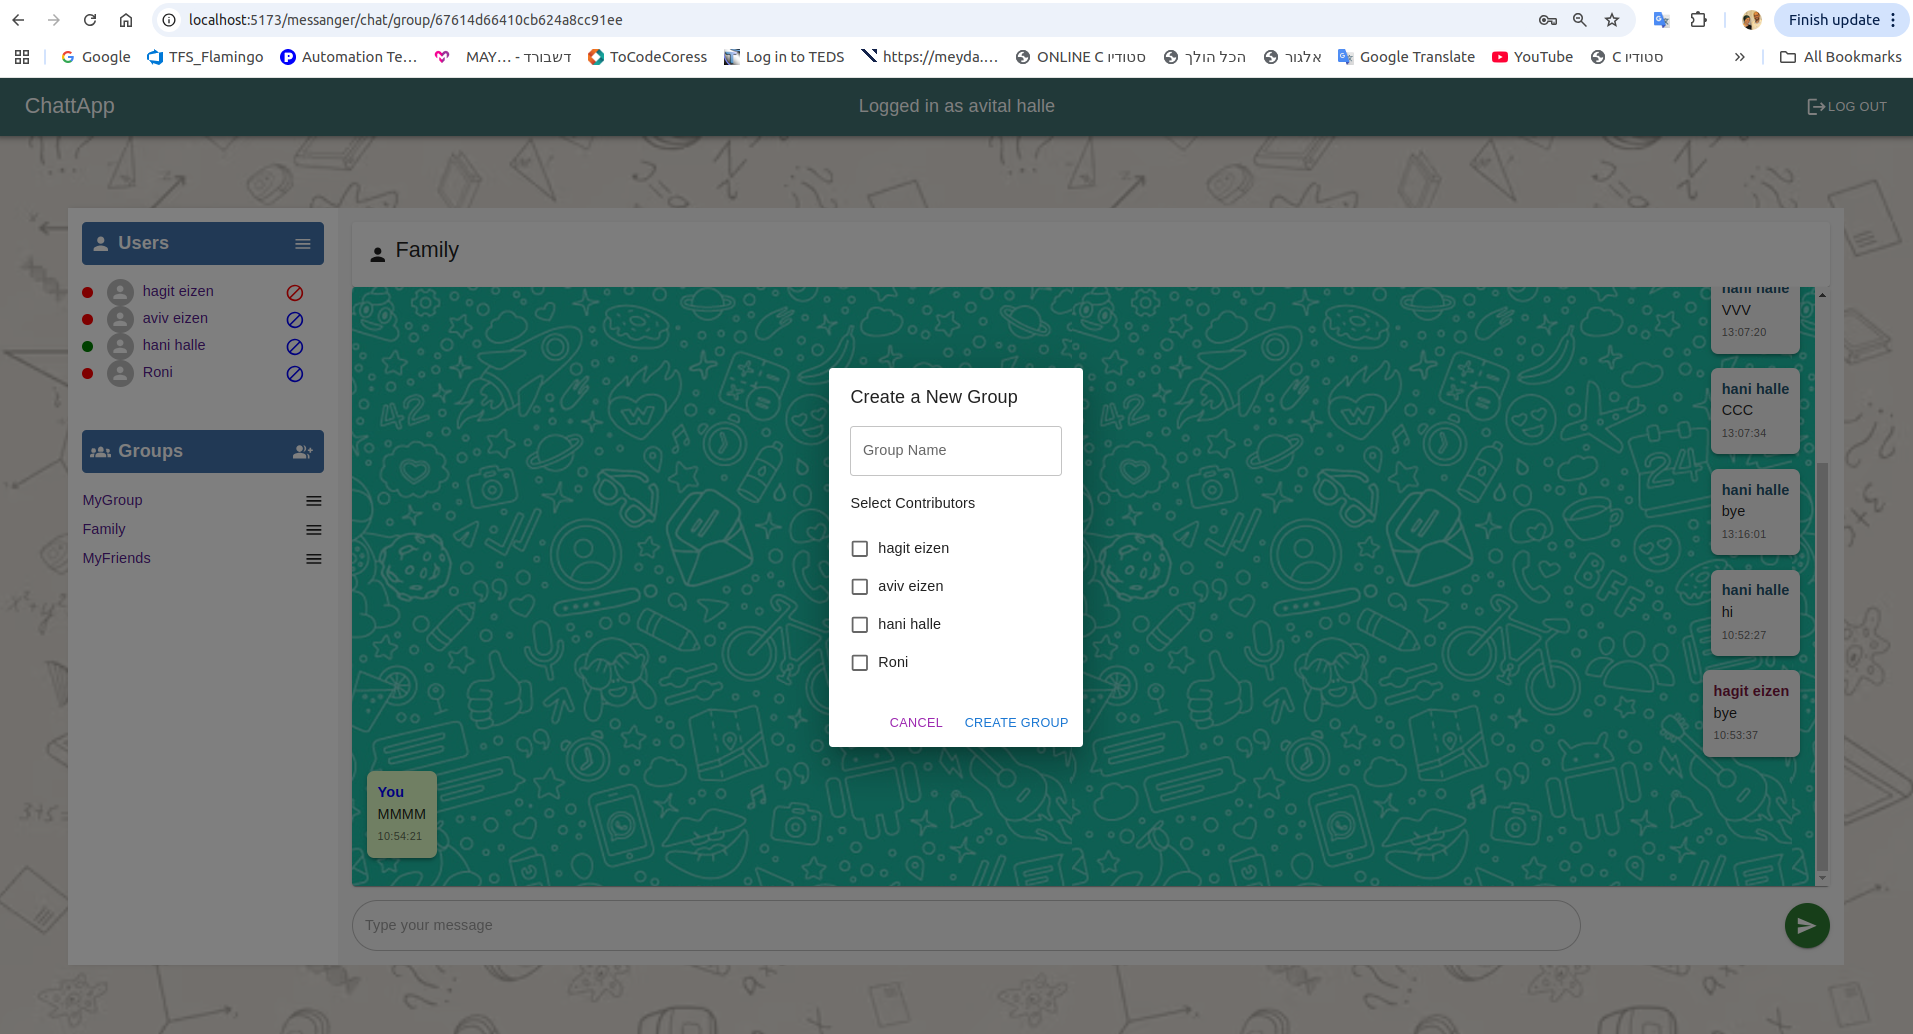 localhost:5173/messanger/chat/group/67614d66410cb624a8cc91ee
Finish update
Google
TFS_Flamingo
Automation Te…
MAY… - דשבורד
ToCodeCoress
Log in to TEDS
https://meyda.…
ONLINE C סטודיו
הכל הולך
אלגור
Google Translate
YouTube
C סטודיו
»
All Bookmarks
ChattApp
Logged in as avital halle
LOG OUT
Users
hagit eizen
aviv eizen
hani halle
Roni
Groups
MyGroup
Family
MyFriends
Family
hani halle
VVV
13:07:20
hani halle
CCC
13:07:34
hani halle
bye
13:16:01
hani halle
hi
10:52:27
hagit eizen
bye
10:53:37
You
MMMM
10:54:21
Create a New Group
Group Name
Select Contributors
hagit eizen
aviv eizen
hani halle
Roni
CANCEL
CREATE GROUP
Type your message